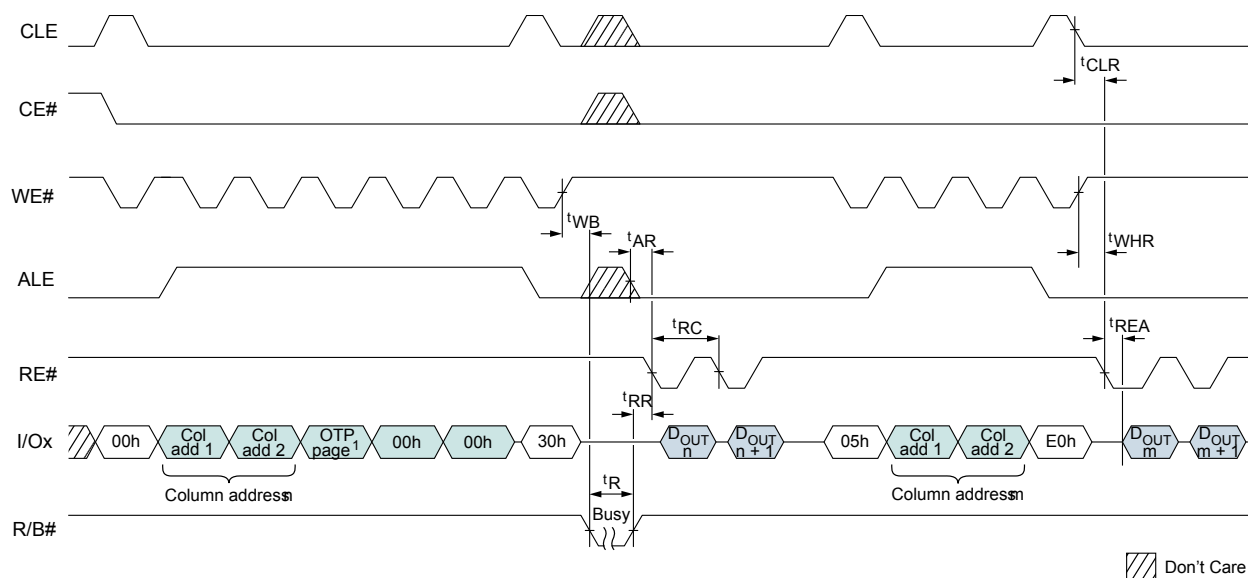 CLE
tCLR
CE#
WE#
tWB
tAR
tWHR
ALE
tRC
tREA
RE#
tRR
I/Ox
00h
Col add 1
Col add 2
OTP page1
00h
00h
30h
DOUT n
DOUT n + 1
05h
Col add 1
Col add 2
E0h
DOUT m
DOUT m + 1
Column address n
tR
Column address m
R/B#
Busy
Don't Care